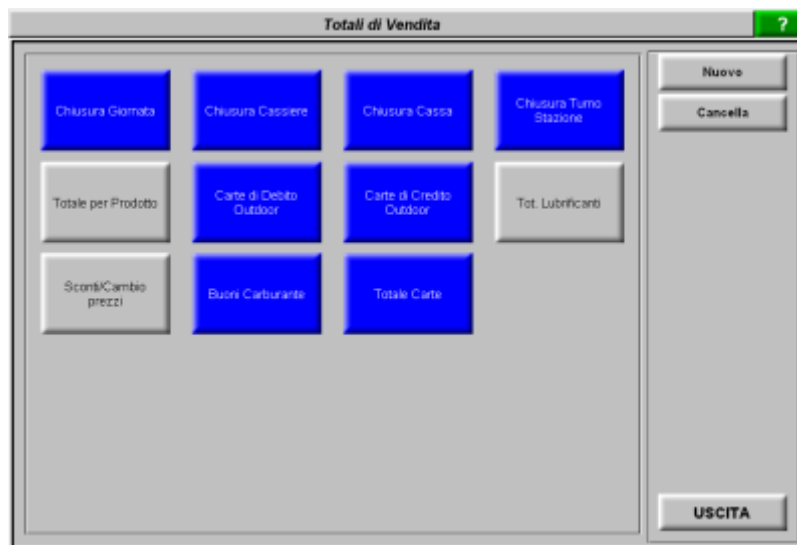 Totali di Vendita
?
Chiusura Giornata
Chiusura Cassiere
Chiusura Cassa
Chiusura Turno
Stazione
Nuovo
Cancella
Totale per Prodotto
Carte di Debito
Outdoor
Carte di Credito
Outdoor
Tot. Lubrificanti
Sconti/Cambio
prezzi
Buoni Carburante
Totale Carte
USCITA